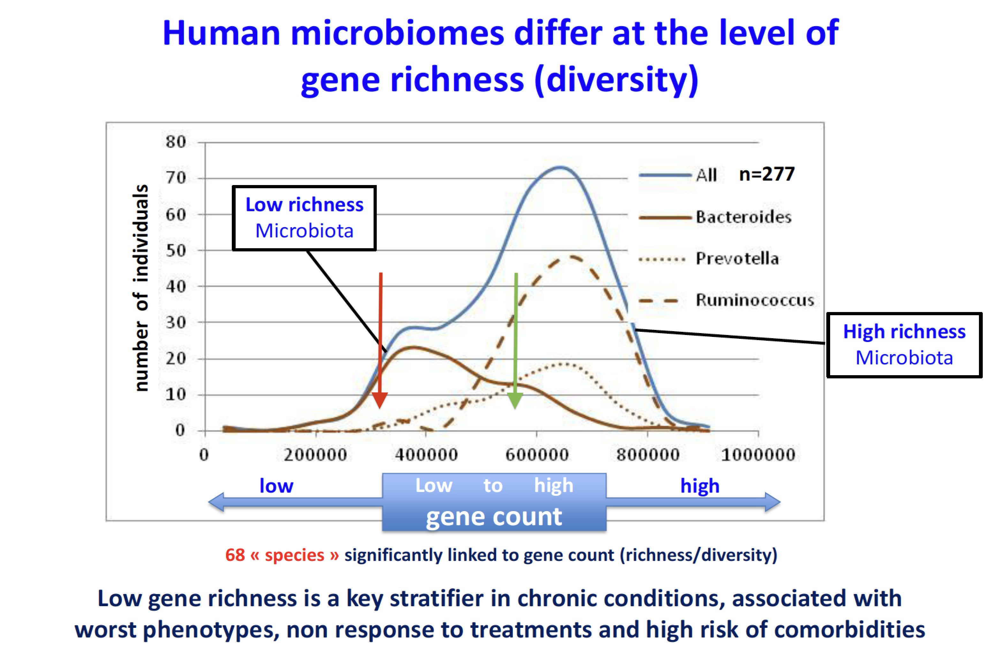 Human microbiomes differ at the level of
gene richness (diversity)
80
70
60
50
40
30
20
10
0
number of individuals
Low richness
Microbiota
All n=277
Bacteroides
Prevotella
Ruminococcus
High richness
Microbiota
0 200000 400000 600000 800000 1000000
low Low to high high
gene count
68 « species » significantly linked to gene count (richness/diversity)
Low gene richness is a key stratifier in chronic conditions, associated with
worst phenotypes, non response to treatments and high risk of comorbidities